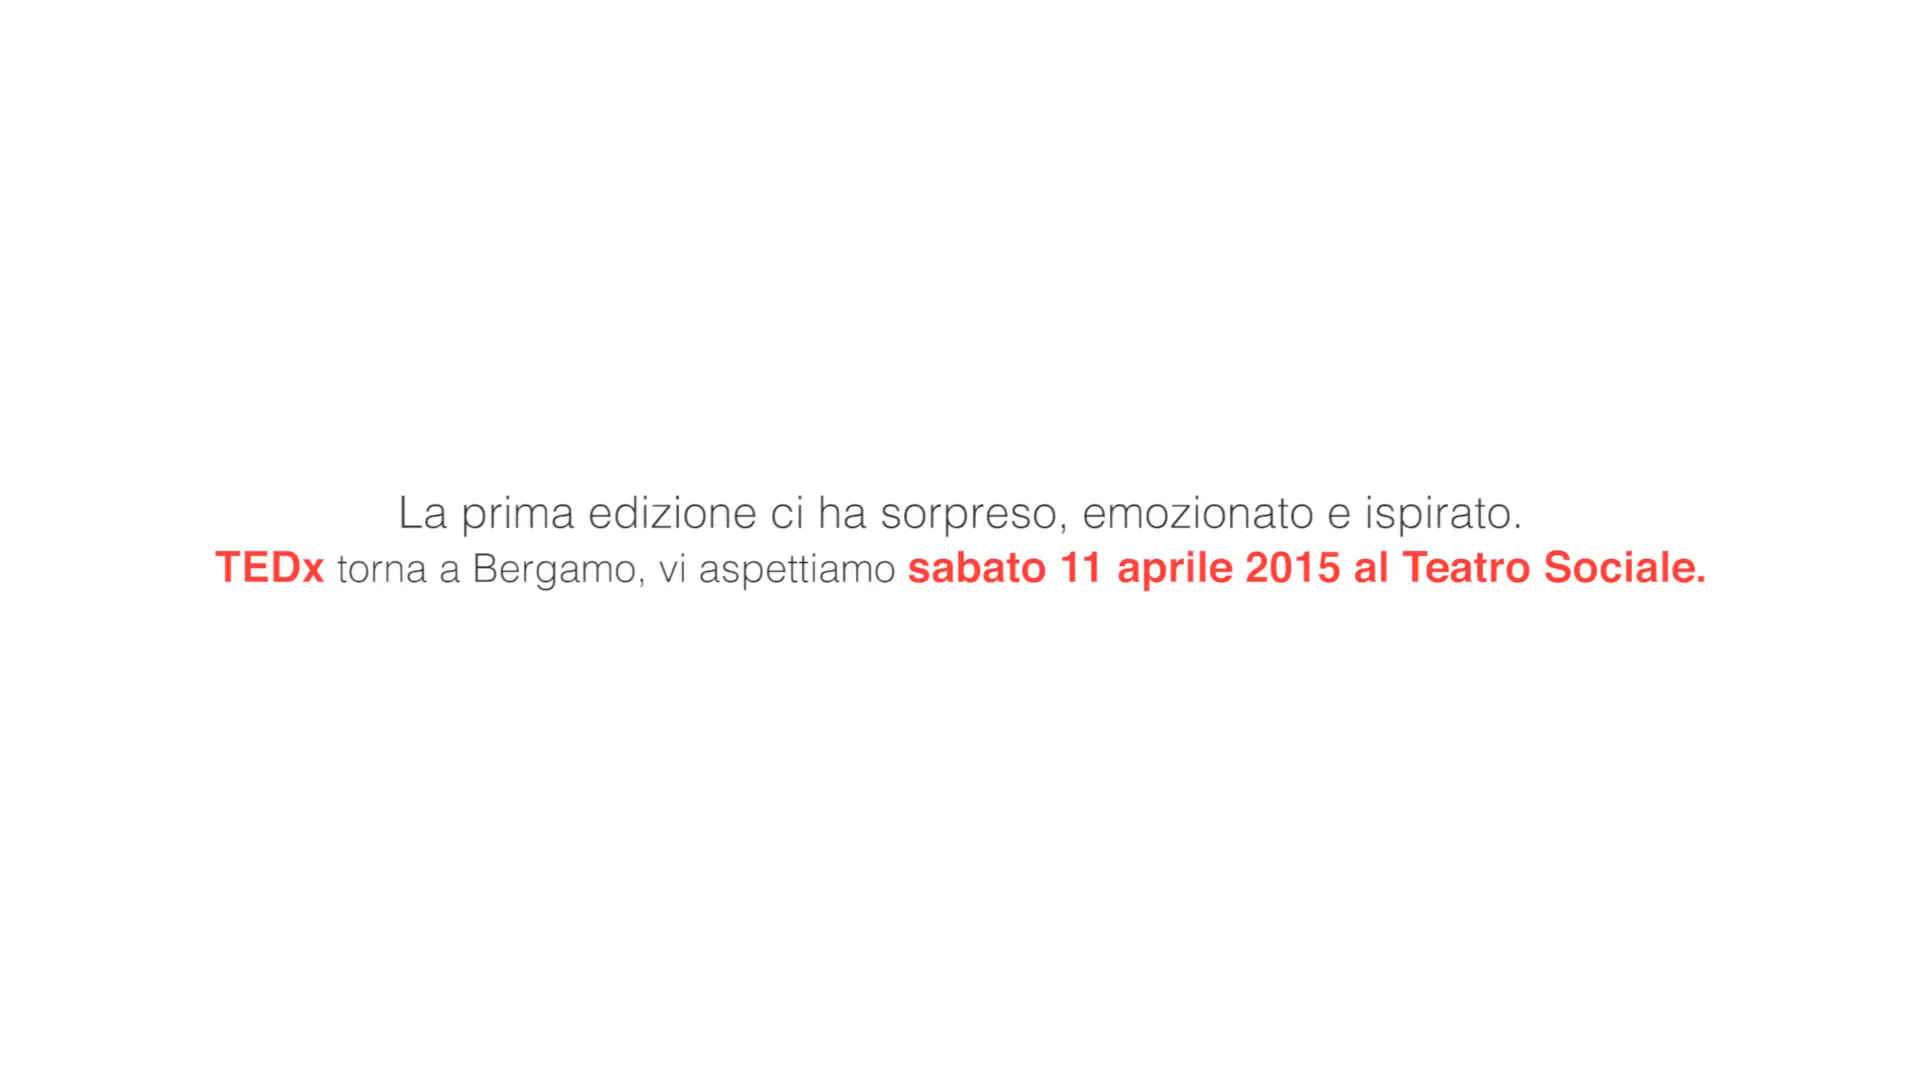 La prima edizione ci ha sorpreso, emozionato e ispirato.
TEDx torna a Bergamo, vi aspettiamo sabato 11 aprile 2015 al Teatro Sociale.